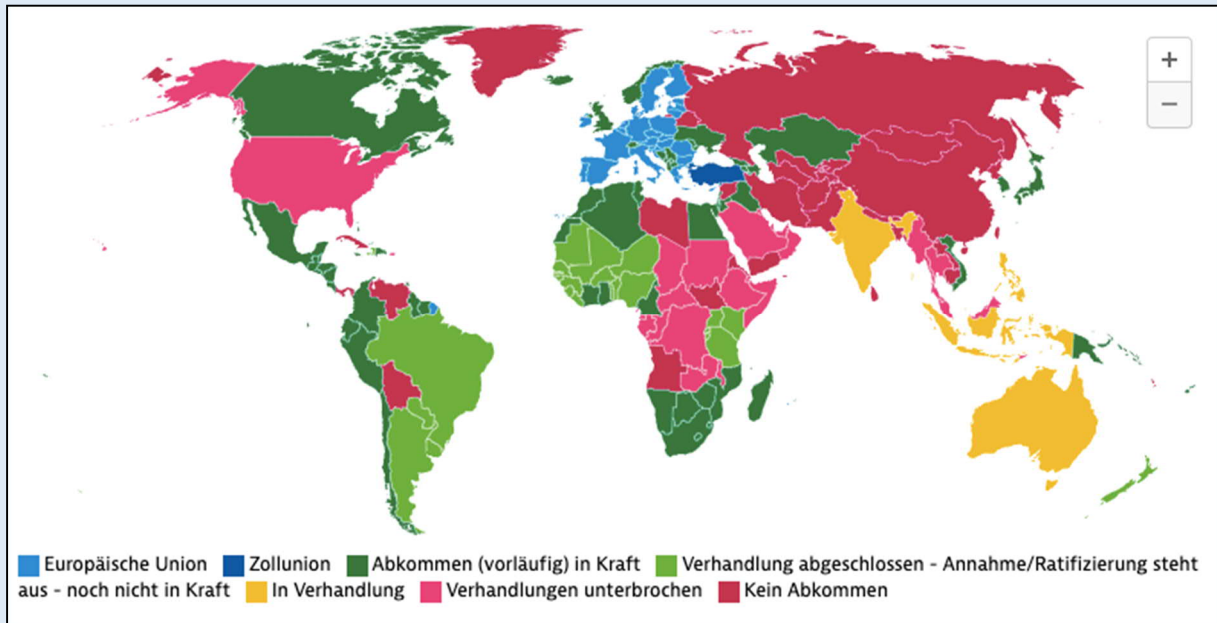 +
−
Europäische Union Zollunion Abkommen (vorläufig) in Kraft Verhandlung abgeschlossen - Annahme/Ratifizierung steht
aus - noch nicht in Kraft In Verhandlung Verhandlungen unterbrochen Kein Abkommen